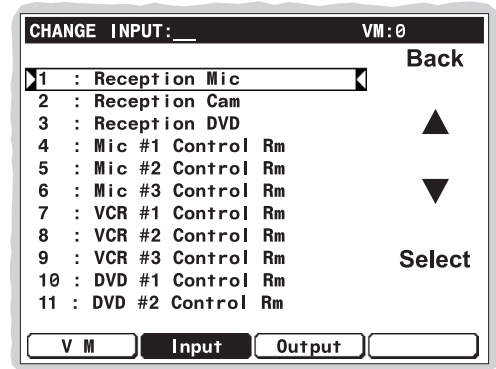 CHANGE INPUT:__ VM:0
Back
1 : Reception Mic
2 : Reception Cam
3 : Reception DVD
4 : Mic #1 Control Rm
5 : Mic #2 Control Rm
6 : Mic #3 Control Rm
7 : VCR #1 Control Rm
8 : VCR #2 Control Rm
9 : VCR #3 Control Rm
Select
10 : DVD #1 Control Rm
11 : DVD #2 Control Rm
V M Input Output